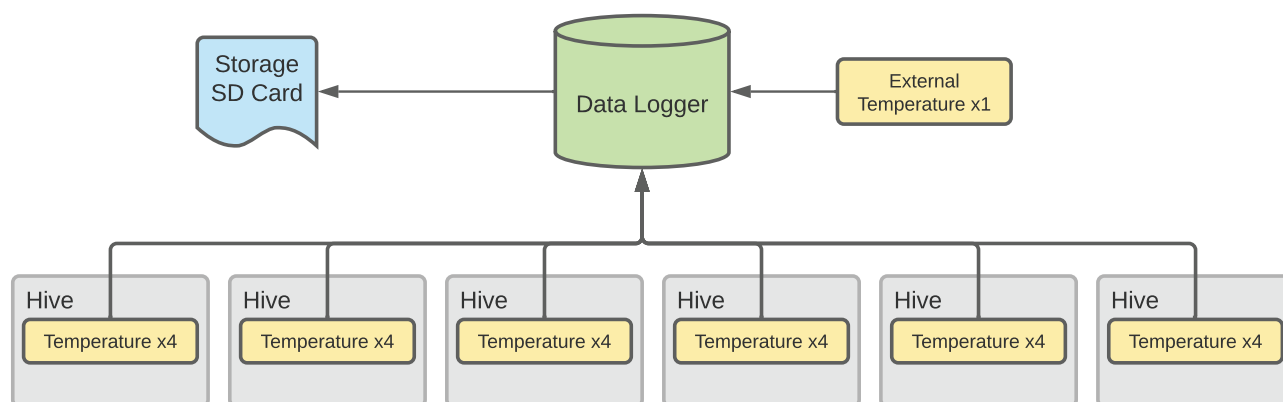 Storage
SD Card
Data Logger
External
Temperature x1
Hive
Temperature x4
Hive
Temperature x4
Hive
Temperature x4
Hive
Temperature x4
Hive
Temperature x4
Hive
Temperature x4